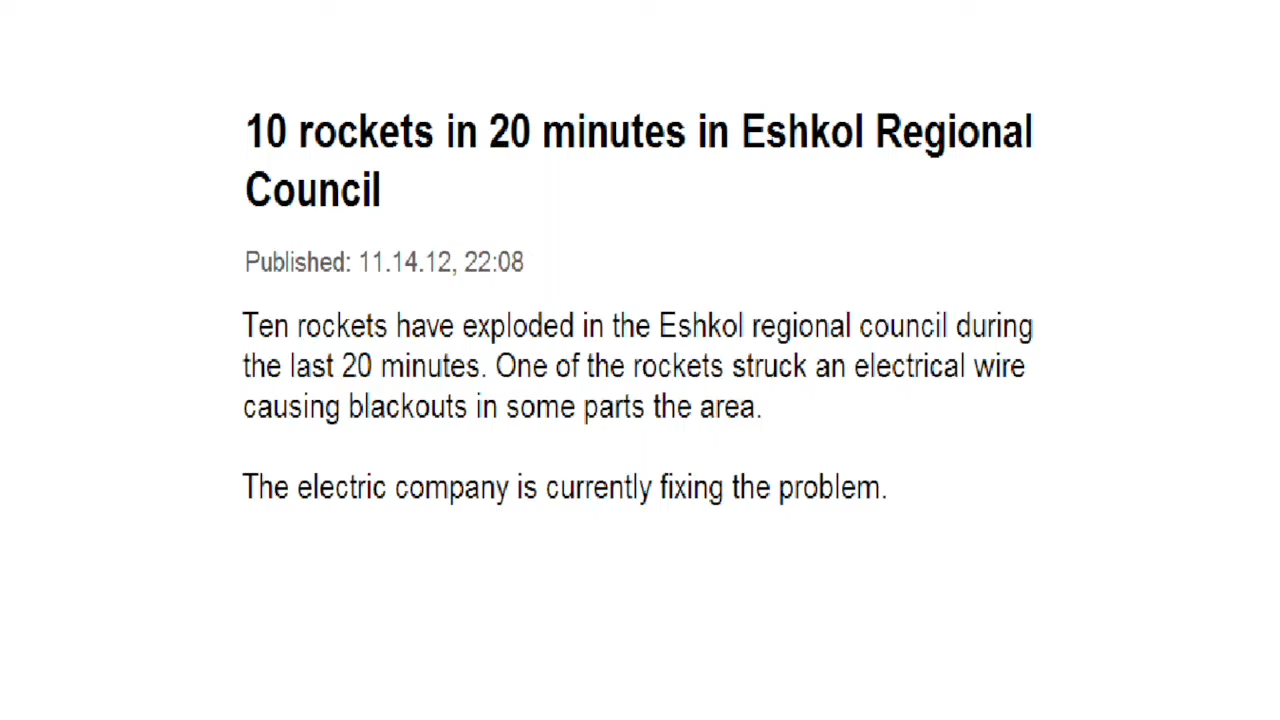 10 rockets in 20 minutes in Eshkol Regional
Council
Published: 11.14.12, 22:08
Ten rockets have exploded in the Eshkol regional council during
the last 20 minutes. One of the rockets struck an electrical wire
causing blackouts in some parts the area.
The electric company is currently fixing the problem.